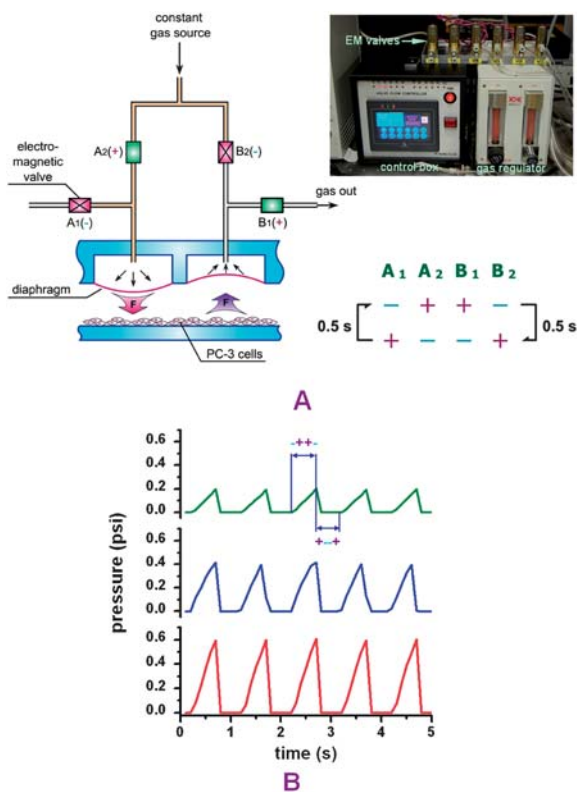 constant
gas source
electro-
magnetic
valve
A2(+)
B2(-)
A1(-)
B1(+)
gas out
diaphragm
F
F
PC-3 cells
EM valves
control box
gas regulator
A1 A2 B1 B2
0.5 s
− + + −
0.5 s
+ − − +
A
pressure (psi)
0.6
0.4
0.2
0.0
-++-
+--+
0.6
0.4
0.2
0.0
0.6
0.4
0.2
0.0
0 1 2 3 4 5
time (s)
B